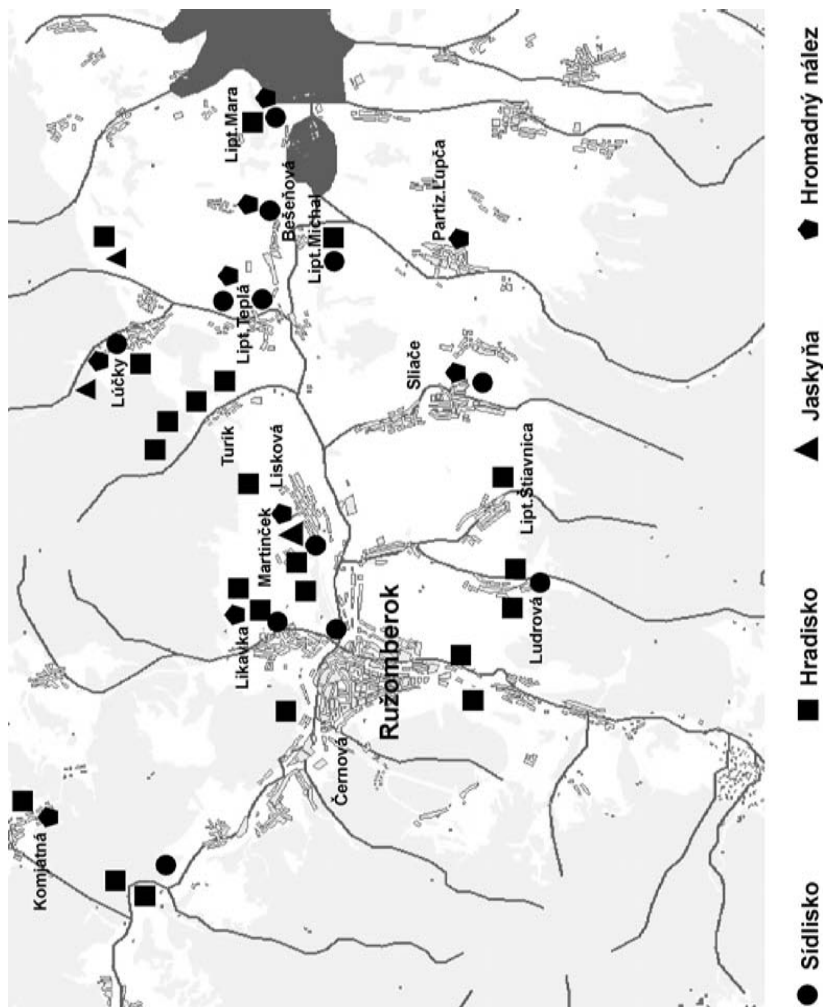 Komjatná
Lúčky
Turík
Lipt.Mara
Likavka
Lipt.Teplá
Martinček
Lisková
Bešeňová
Lipt.Michal
Černová
Ružomberok
Sliače
Partiz.Ľupča
Lipt.Štiavnica
Ludrová
Sídlisko
Hradisko
Jaskyňa
Hromadný nález